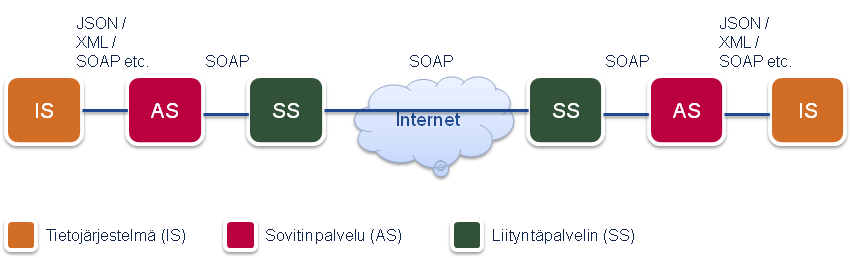 JSON /
XML /
SOAP etc.
SOAP
SOAP
SOAP
JSON /
XML /
SOAP etc.
IS
AS
SS
Internet
SS
AS
IS
Tietojärjestelmä (IS)
Sovitinpalvelu (AS)
Liityntäpalvelin (SS)